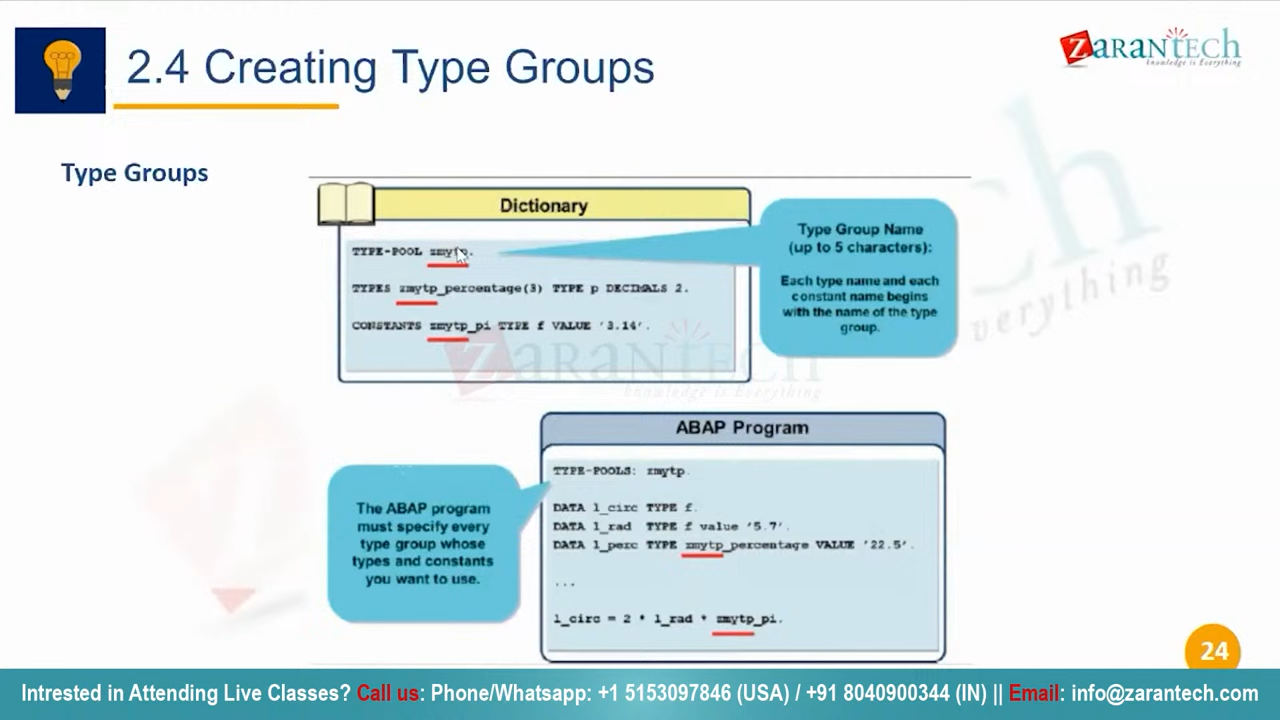 2.4 Creating Type Groups
ZARANTECH
knowledge is Everything
Type Groups
Dictionary
TYPE-POOL zmytp.
TYPES zmytp_percentage(3) TYPE p DECIMALS 2.
CONSTANTS zmytp_pi TYPE f VALUE '3.14'.
Type Group Name
(up to 5 characters):
Each type name and each
constant name begins
with the name of the type
group.
ZARANTECH
knowledge is Everything
ABAP Program
TYPE-POOLS: zmytp.
DATA l_circ TYPE f.
DATA l_rad TYPE f value '5.7'.
DATA l_perc TYPE zmytp_percentage VALUE '22.5'.
...
l_circ = 2 * l_rad * zmytp_pi.
The ABAP program
must specify every
type group whose
types and constants
you want to use.
24
Intrested in Attending Live Classes? Call us: Phone/Whatsapp: +1 5153097846 (USA) / +91 8040900344 (IN) || Email: info@zarantech.com